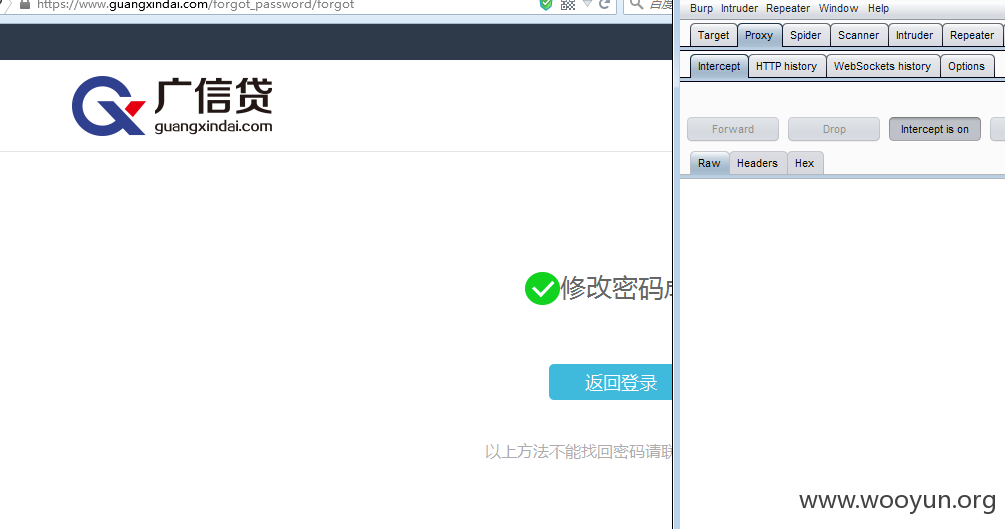 https://www.guangxindai.com/forgot_password/forgot
百度
广信贷
guangxindai.com
修改密码成
返回登录
以上方法不能找回密码请联
Burp Intruder Repeater Window Help
Target Proxy Spider Scanner Intruder Repeater
Intercept HTTP history WebSockets history Options
Forward Drop Intercept is on
Raw Headers Hex
www.wooyun.org